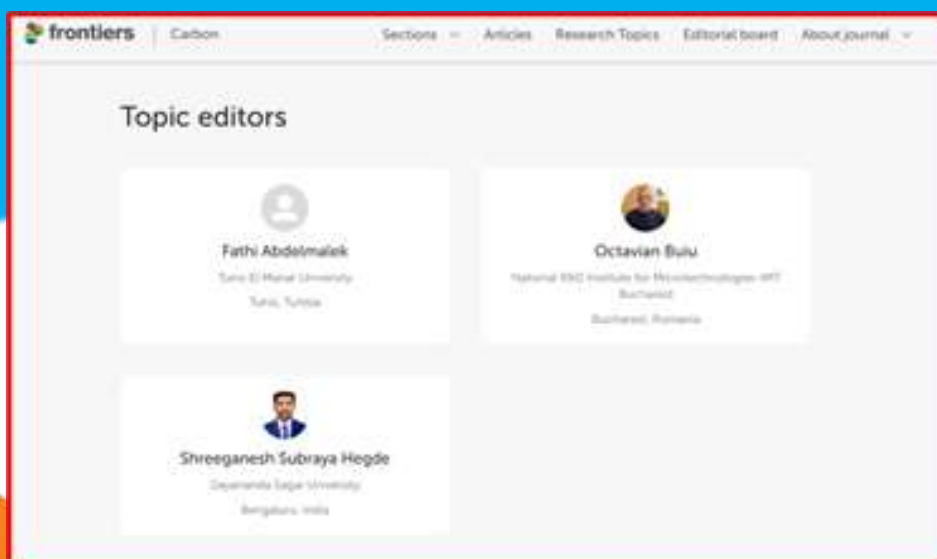 frontiers Carbon Sections Articles Research Topics Editorial board About journal
Topic editors
Fathi Abdelmalek
Tunis El Manar University
Tunis, Tunisia
Octavian Buiu
National R&D Institute for Microtechnologies-IMT
Bucharest
Bucharest, Romania
Shreeganesh Subraya Hegde
Dayananda Sagar University
Bengaluru, India